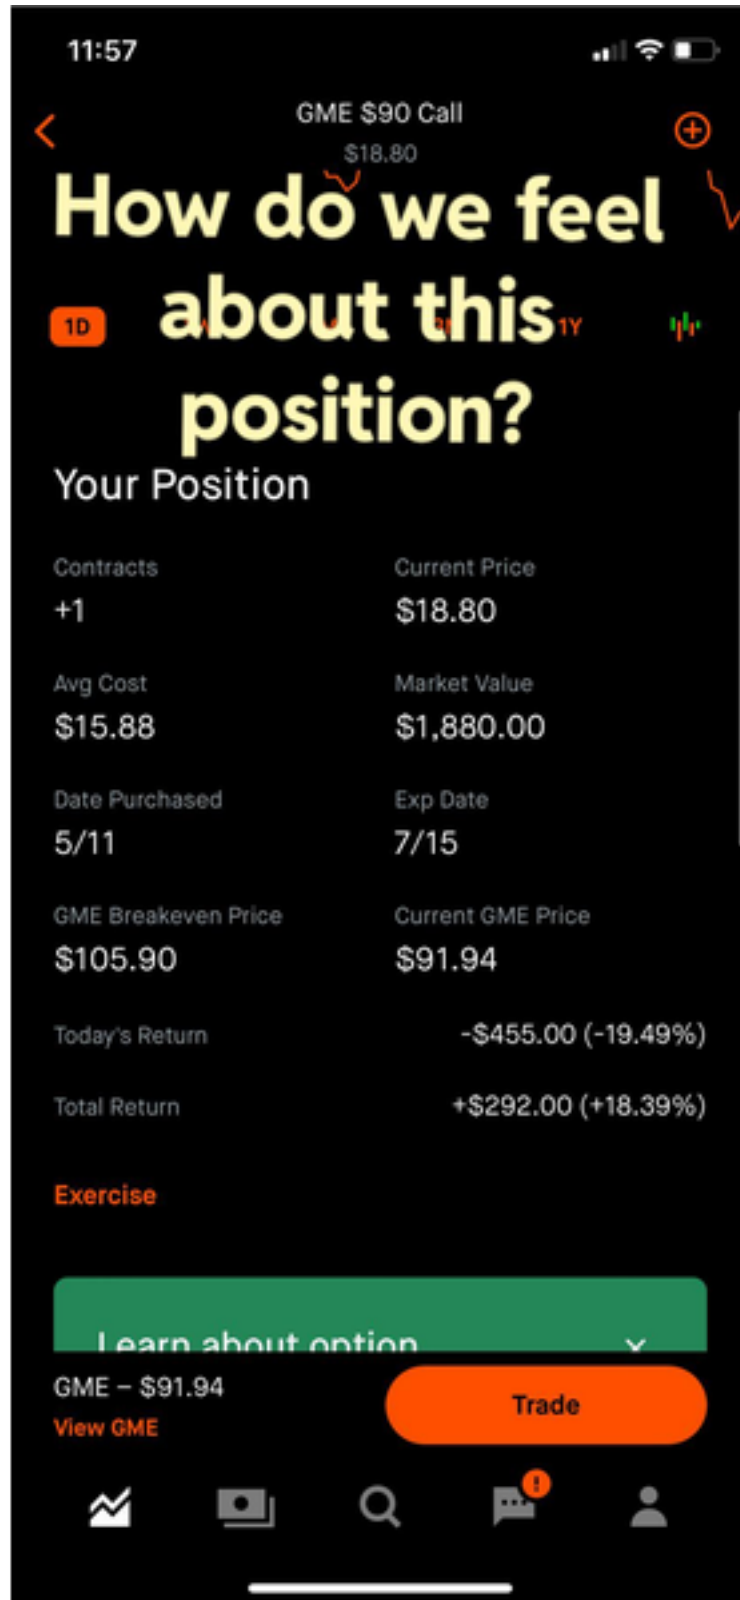 11:57
GME $90 Call
$18.80
How do we feel
about this
position?
1D
1Y
Your Position
Contracts
Current Price
+1
$18.80
Avg Cost
Market Value
$15.88
$1,880.00
Date Purchased
Exp Date
5/11
7/15
GME Breakeven Price
Current GME Price
$105.90
$91.94
Today's Return
-$455.00 (-19.49%)
Total Return
+$292.00 (+18.39%)
Exercise
Learn about option
GME – $91.94
Trade
View GME